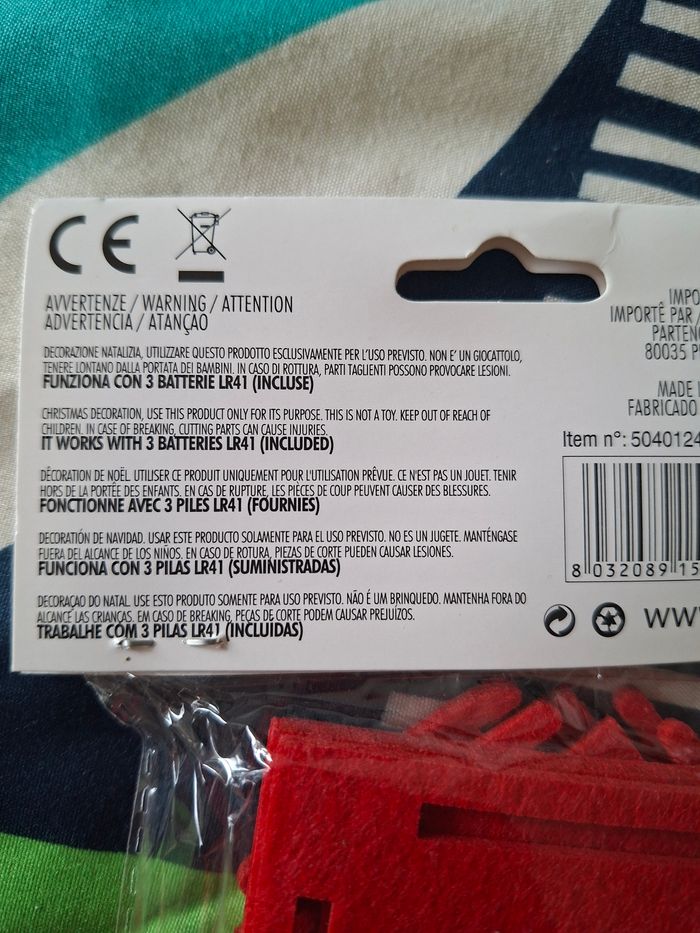 CE
AVVERTENZE / WARNING / ATTENTION
ADVERTENCIA / ATANÇAO
DECORAZIONE NATALIZIA, UTILIZZARE QUESTO PRODOTTO ESCLUSIVAMENTE PER L'USO PREVISTO. NON E' UN GIOCATTOLO,
TENERE LONTANO DALLA PORTATA DEI BAMBINI. IN CASO DI ROTTURA, PARTI TAGLIENTI POSSONO PROVOCARE LESIONI.
FUNZIONA CON 3 BATTERIE LR41 (INCLUSE)
CHRISTMAS DECORATION, USE THIS PRODUCT ONLY FOR ITS PURPOSE. THIS IS NOT A TOY. KEEP OUT OF REACH OF
CHILDREN. IN CASE OF BREAKING, CUTTING PARTS CAN CAUSE INJURIES.
IT WORKS WITH 3 BATTERIES LR41 (INCLUDED)
DÉCORATION DE NOËL. UTILISER CE PRODUIT UNIQUEMENT POUR L'UTILISATION PRÉVUE. CE N'EST PAS UN JOUET. TENIR
HORS DE LA PORTÉE DES ENFANTS. EN CAS DE RUPTURE, LES PIÈCES DE COUP PEUVENT CAUSER DES BLESSURES.
FONCTIONNE AVEC 3 PILES LR41 (FOURNIES)
DECORATIÓN DE NAVIDAD. USAR ESTE PRODUCTO SOLAMENTE PARA EL USO PREVISTO. NO ES UN JUGETE. MANTÉNGASE
FUERA DEL ALCANCE DE LOS NIÑOS. EN CASO DE ROTURA, PIEZAS DE CORTE PUEDEN CAUSAR LESIONES.
FUNCIONA CON 3 PILAS LR41 (SUMINISTRADAS)
DECORAÇAO DO NATAL. USE ESTO PRODUTO SOMENTE PARA USO PREVISTO. NÃO É UM BRINQUEDO. MANTENHA FORA DO
ALCANCE LAS CRIANÇAS. EM CASO DE BREAKING, PEÇAS DE CORTE PODEM CAUSAR PREJUÍZOS.
TRABALHE COM 3 PILAS LR41 (INCLUIDAS)
IMPO
IMPORTÉ PAR /
PARTEN
80035 P
MADE
FABRICADO
Item n°: 5040124
8 032089 15
WWW